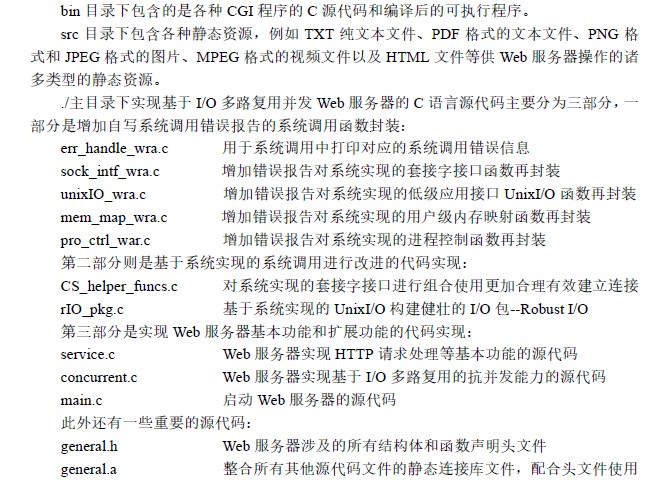 bin 目录下包含的是各种 CGI 程序的 C 源代码和编译后的可执行程序。
src 目录下包含各种静态资源，例如 TXT 纯文本文件、PDF 格式的文本文件、PNG 格
式和 JPEG 格式的图片、MPEG 格式的视频文件以及 HTML 文件等供 Web 服务器操作的诸
多类型的静态资源。
./主目录下实现基于 I/O 多路复用并发 Web 服务器的 C 语言源代码主要分为三部分，一
部分是增加自写系统调用错误报告的系统调用函数封装：
err_handle_wra.c 用于系统调用中打印对应的系统调用错误信息
sock_intf_wra.c 增加错误报告对系统实现的套接字接口函数再封装
unixIO_wra.c 增加错误报告对系统实现的低级应用接口 UnixI/O 函数再封装
mem_map_wra.c 增加错误报告对系统实现的用户级内存映射函数再封装
pro_ctrl_war.c 增加错误报告对系统实现的进程控制函数再封装
第二部分则是基于系统实现的系统调用进行改进的代码实现：
CS_helper_funcs.c 对系统实现的套接字接口进行组合使用更加合理有效建立连接
rIO_pkg.c 基于系统实现的 UnixI/O 构建健壮的 I/O 包--Robust I/O
第三部分是实现 Web 服务器基本功能和扩展功能的代码实现：
service.c Web 服务器实现 HTTP 请求处理等基本功能的源代码
concurrent.c Web 服务器实现基于 I/O 多路复用的抗并发能力的源代码
main.c 启动 Web 服务器的源代码
此外还有一些重要的源代码：
general.h Web 服务器涉及的所有结构体和函数声明头文件
general.a 整合所有其他源代码文件的静态连接库文件，配合头文件使用